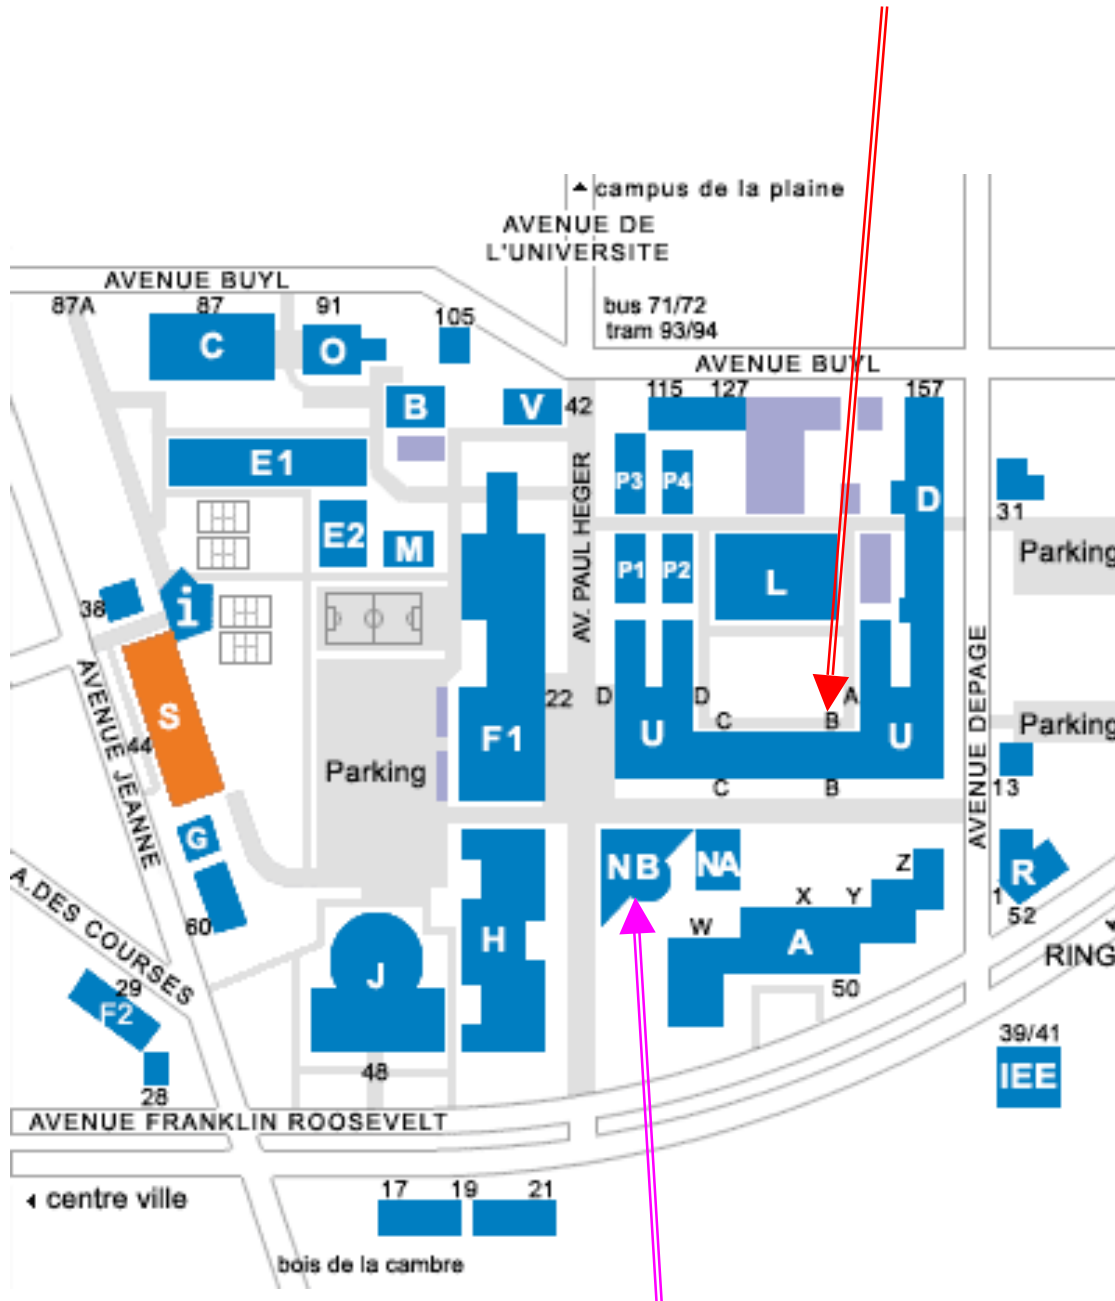 campus de la plaine
AVENUE DE
L'UNIVERSITE
AVENUE BUYL
87A
87
91
105
bus 71/72
tram 93/94
AVENUE BUYL
C
O
B
V
42
115
127
157
E1
E2
M
P3
P4
D
31
Parking
AV. PAUL HEGER
P1
P2
L
38
i
S
44
AVENUE JEANNE
22
D
D
C
B
A
F1
U
U
C
B
AVENUE DEPAGE
Parking
13
Parking
G
60
NB
NA
Z
X
Y
W
A
50
R
1
52
RING
A.DES COURSES
29
F2
28
J
48
H
39/41
IEE
AVENUE FRANKLIN ROOSEVELT
centre ville
17
19
21
bois de la cambre